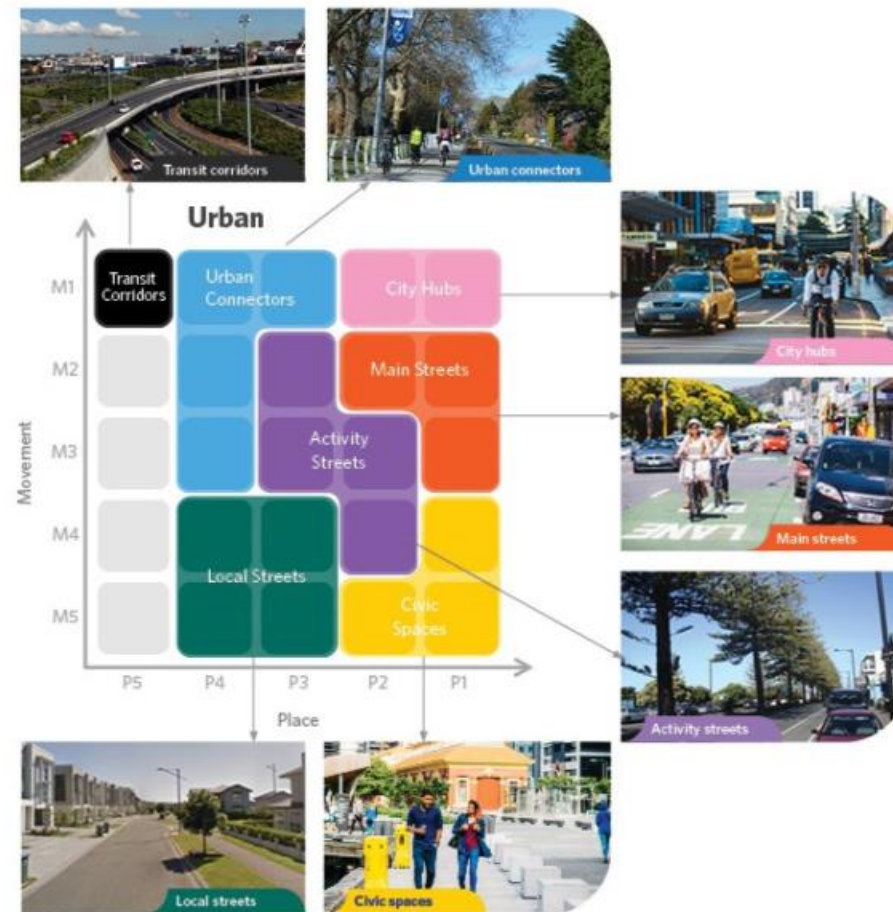 Transit corridors
Urban connectors
Urban
Transit
Corridors
Urban
Connectors
City Hubs
Main Streets
Activity
Streets
Local Streets
Civic
Spaces
M1
M2
M3
M4
M5
Movement
P5
P4
P3
P2
P1
Place
City hubs
LANE
Main streets
Activity streets
Local streets
Civic spaces